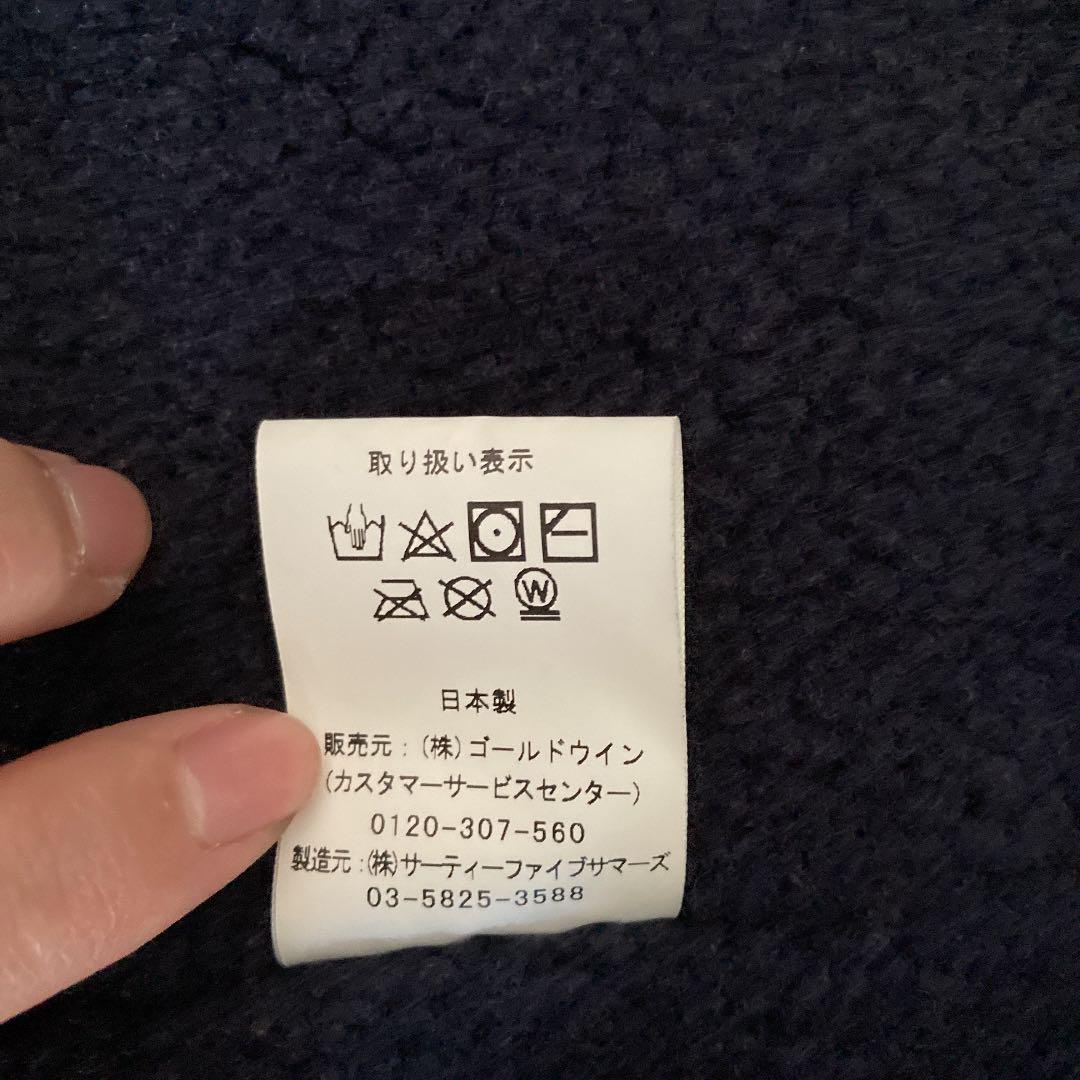 取り扱い表示
W
日本製
販売元：(株)ゴールドウイン
(カスタマーサービスセンター)
0120-307-560
製造元：(株)サーティーファイブサマーズ
03-5825-3588